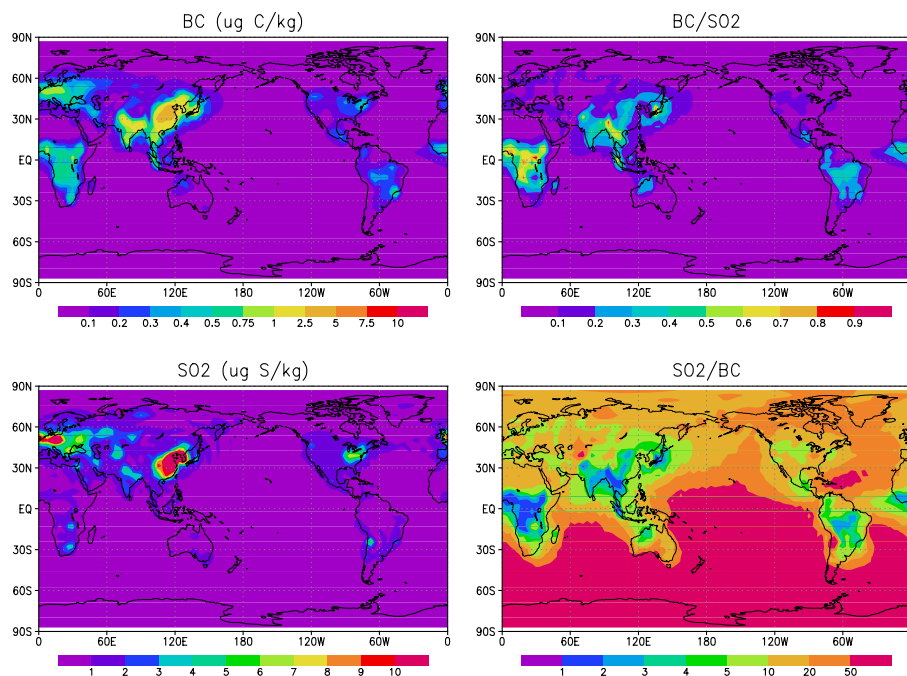 BC (ug C/kg)
90N
60N
30N
EQ
30S
60S
90S
0 60E 120E 180 120W 60W 0
0.1 0.2 0.3 0.4 0.5 0.75 1 2.5 5 7.5 10
BC/SO2
90N
60N
30N
EQ
30S
60S
90S
60E 120E 180 120W 60W
0.1 0.2 0.3 0.4 0.5 0.6 0.7 0.8 0.9
SO2 (ug S/kg)
90N
60N
30N
EQ
30S
60S
90S
0 60E 120E 180 120W 60W 0
1 2 3 4 5 6 7 8 9 10
SO2/BC
90N
60N
30N
EQ
30S
60S
90S
60E 120E 180 120W 60W
1 2 3 4 5 10 20 50